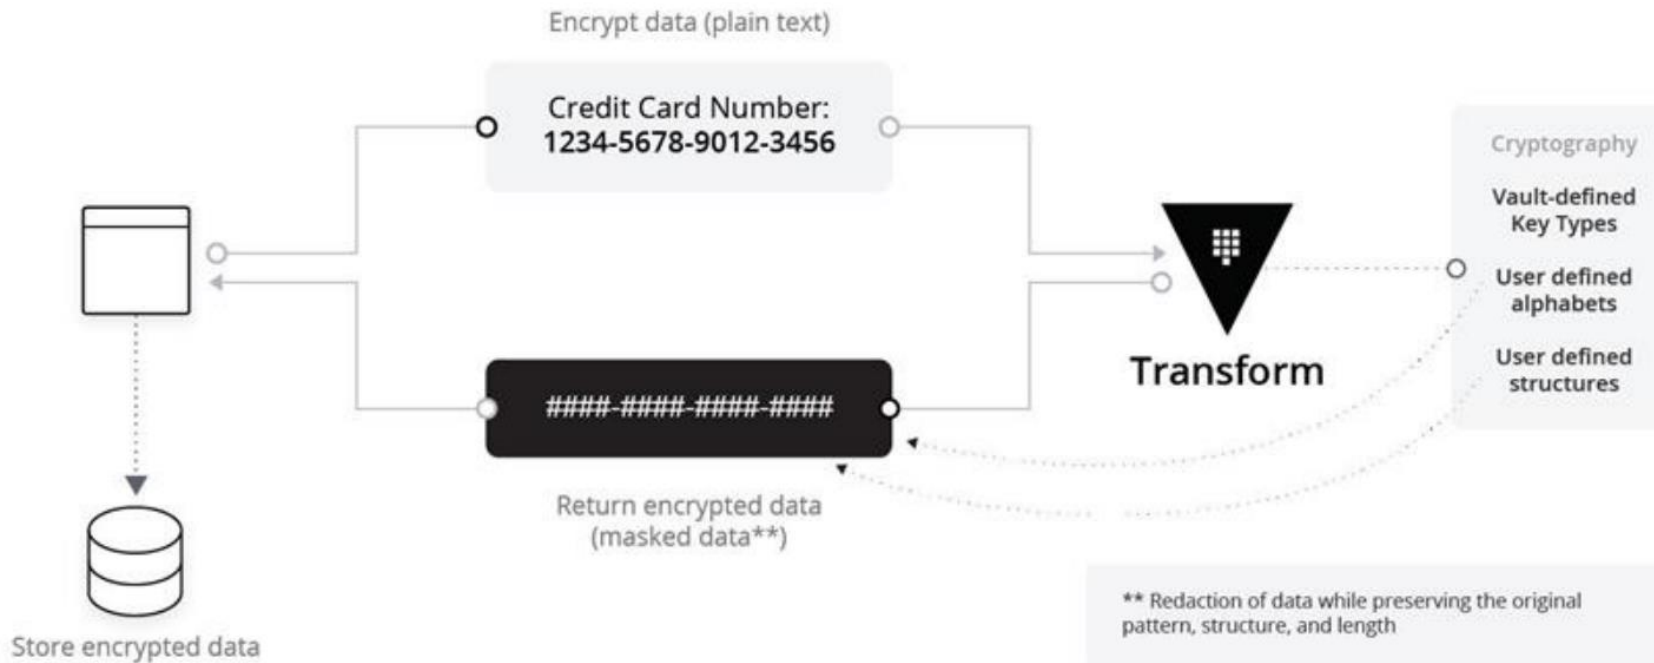 Encrypt data (plain text)
Credit Card Number:
1234-5678-9012-3456
Cryptography
Vault-defined
Key Types
User defined
alphabets
User defined
structures
Transform
####-####-####-####
Return encrypted data
(masked data**)
Store encrypted data
** Redaction of data while preserving the original
pattern, structure, and length